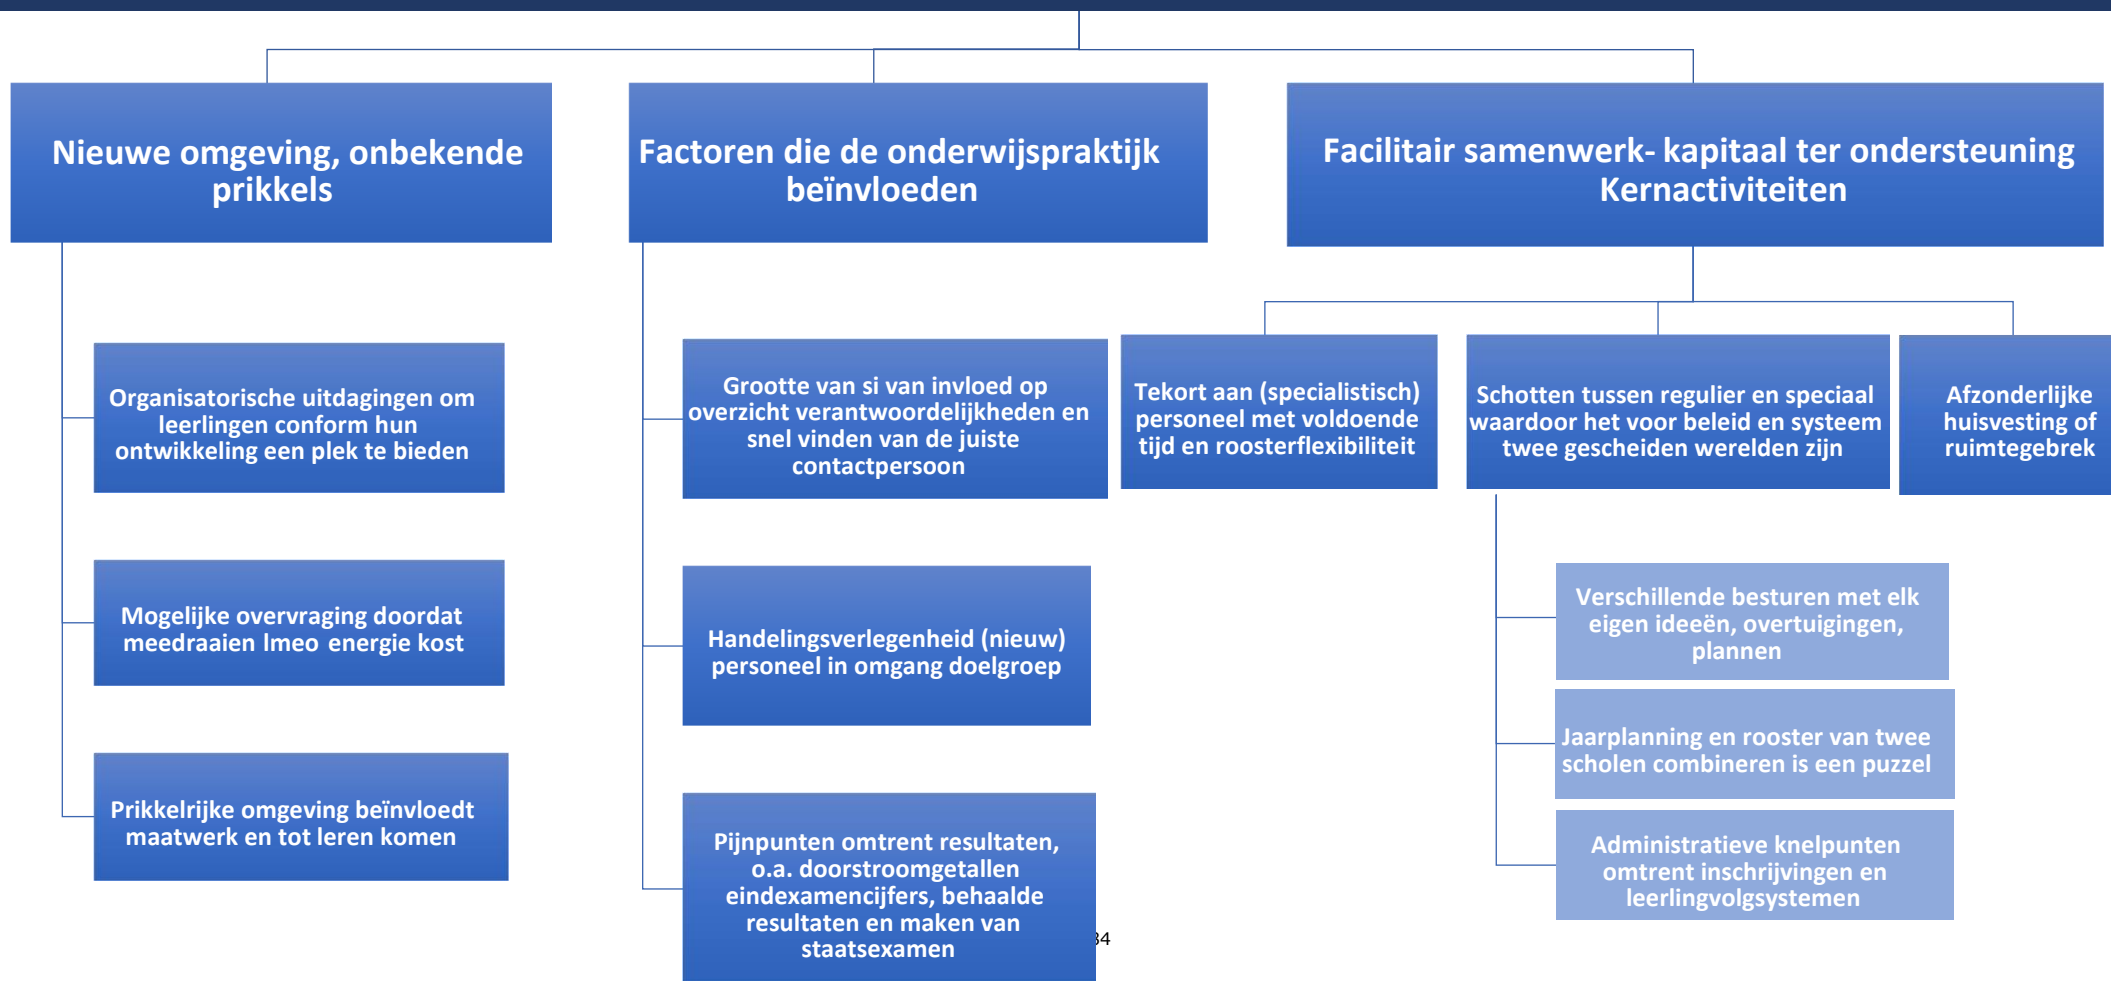 Nieuwe omgeving, onbekende
prikkels
Factoren die de onderwijspraktijk
beïnvloeden
Facilitair samenwerk- kapitaal ter ondersteuning
Kernactiviteiten
Organisatorische uitdagingen om
leerlingen conform hun
ontwikkeling een plek te bieden
Mogelijke overvraging doordat
meedraaien lmeo energie kost
Prikkelrijke omgeving beïnvloedt
maatwerk en tot leren komen
Grootte van si van invloed op
overzicht verantwoordelijkheden en
snel vinden van de juiste
contactpersoon
Handelingsverlegenheid (nieuw)
personeel in omgang doelgroep
Pijnpunten omtrent resultaten,
o.a. doorstroomgetallen
eindexamencijfers, behaalde
resultaten en maken van
staatsexamen
Tekort aan (specialistisch)
personeel met voldoende
tijd en roosterflexibiliteit
Schotten tussen regulier en speciaal
waardoor het voor beleid en systeem
twee gescheiden werelden zijn
Verschillende besturen met elk
eigen ideeën, overtuigingen,
plannen
Jaarplanning en rooster van twee
scholen combineren is een puzzel
Administratieve knelpunten
omtrent inschrijvingen en
leerlingvolgsystemen
Afzonderlijke
huisvesting of
ruimtegebrek
34